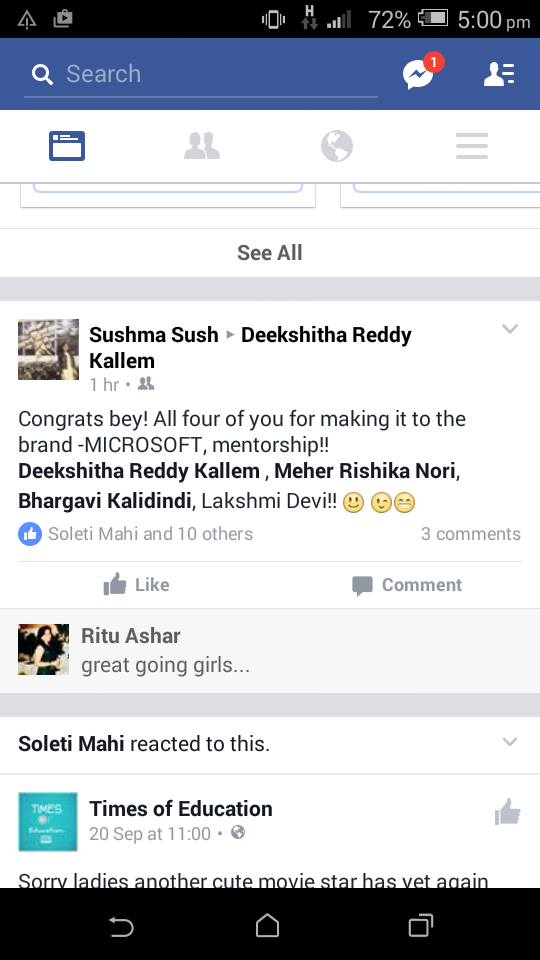 H 72% 5:00 pm
Search
1
See All
Sushma Sush ▸ Deekshitha Reddy
Kallem
1 hr •
Congrats bey! All four of you for making it to the
brand -MICROSOFT, mentorship!!
Deekshitha Reddy Kallem , Meher Rishika Nori,
Bhargavi Kalidindi, Lakshmi Devi!! 🙂 😉 😁
Soleti Mahi and 10 others 3 comments
Like Comment
Ritu Ashar
great going girls...
Soleti Mahi reacted to this.
TIMES
Education
Times of Education
20 Sep at 11:00 •
Sorry ladies another cute movie star has yet again